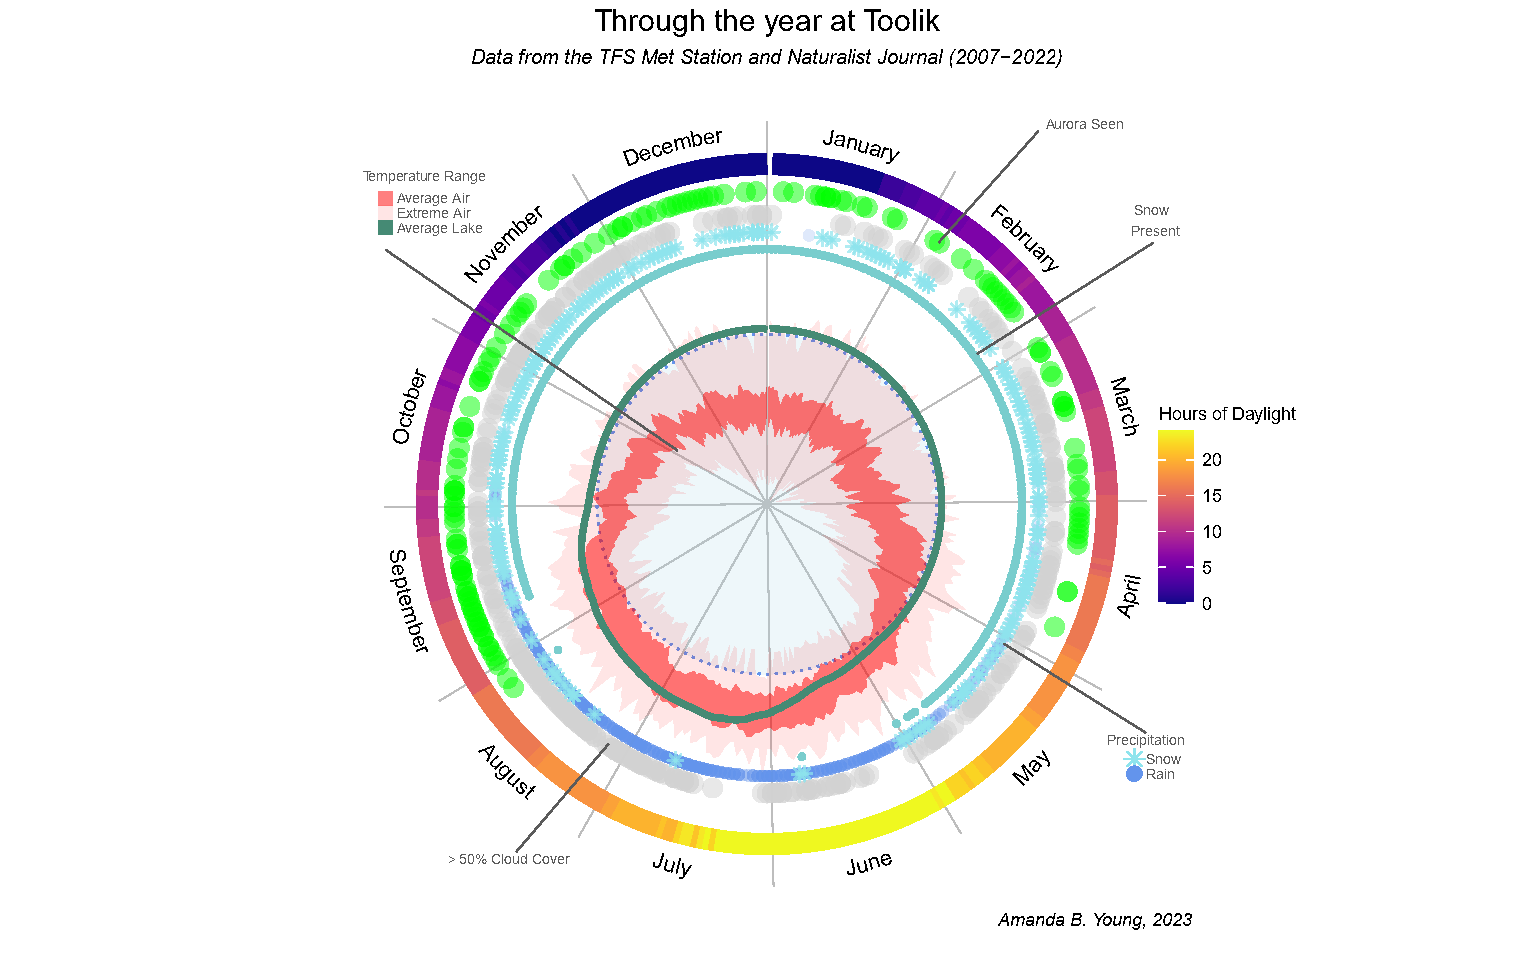 Through the year at Toolik
Data from the TFS Met Station and Naturalist Journal (2007−2022)
Aurora Seen
December
January
Temperature Range
Average Air
Extreme Air
Average Lake
November
February
Snow
Present
October
March
Hours of Daylight
20
15
10
5
0
September
April
August
May
Precipitation
Snow
Rain
> 50% Cloud Cover
July
June
Amanda B. Young, 2023